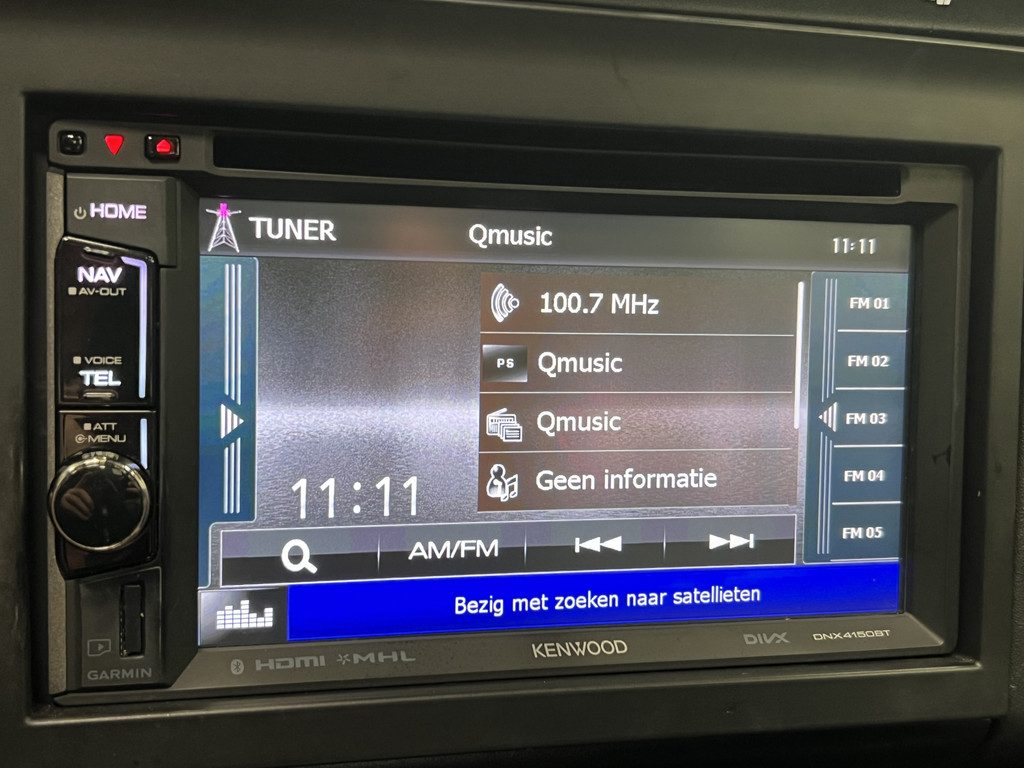 HOME
NAV
AV-OUT
VOICE
TEL
ATT
MENU
GARMIN
TUNER
Qmusic
11:11
100.7 MHz
PS
Qmusic
Qmusic
Geen informatie
11:11
FM 01
FM 02
FM 03
FM 04
FM 05
AM/FM
Bezig met zoeken naar satellieten
HDMI MHL
KENWOOD
DIVX
DNX4150BT